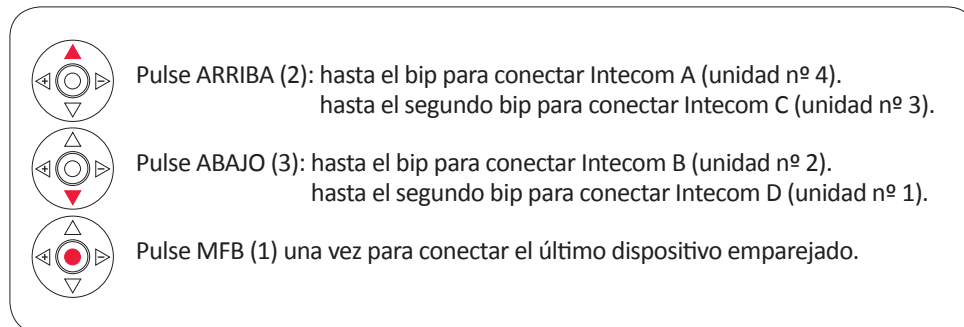 Pulse ARRIBA (2): hasta el bip para conectar Intecom A (unidad nº 4).
hasta el segundo bip para conectar Intecom C (unidad nº 3).
Pulse ABAJO (3): hasta el bip para conectar Intecom B (unidad nº 2).
hasta el segundo bip para conectar Intecom D (unidad nº 1).
Pulse MFB (1) una vez para conectar el último dispositivo emparejado.